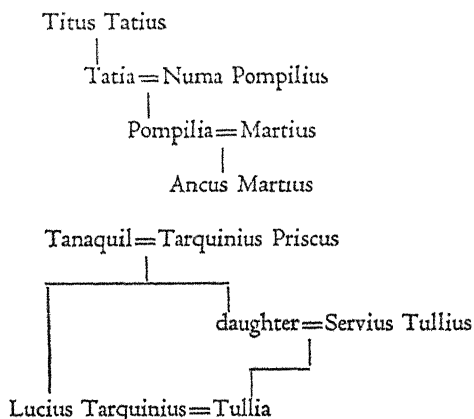 Titus Tatius
Tatia=Numa Pompilius
Pompilia=Martius
Ancus Martius
Tanaquil=Tarquinius Priscus
daughter=Servius Tullius
Lucius Tarquinius=Tullia